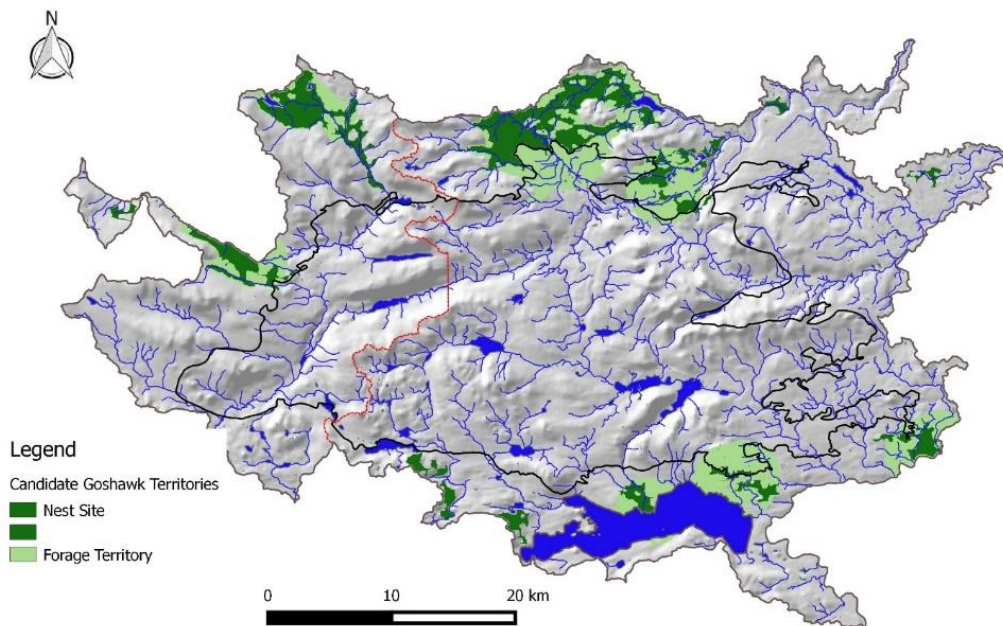 N
Legend
Candidate Goshawk Territories
Nest Site
Forage Territory
0 10 20 km